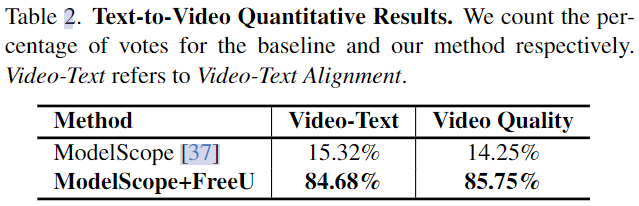 Table 2. Text-to-Video Quantitative Results. We count the per-
centage of votes for the baseline and our method respectively.
Video-Text refers to Video-Text Alignment.
Method Video-Text Video Quality
ModelScope [37] 15.32% 14.25%
ModelScope+FreeU 84.68% 85.75%